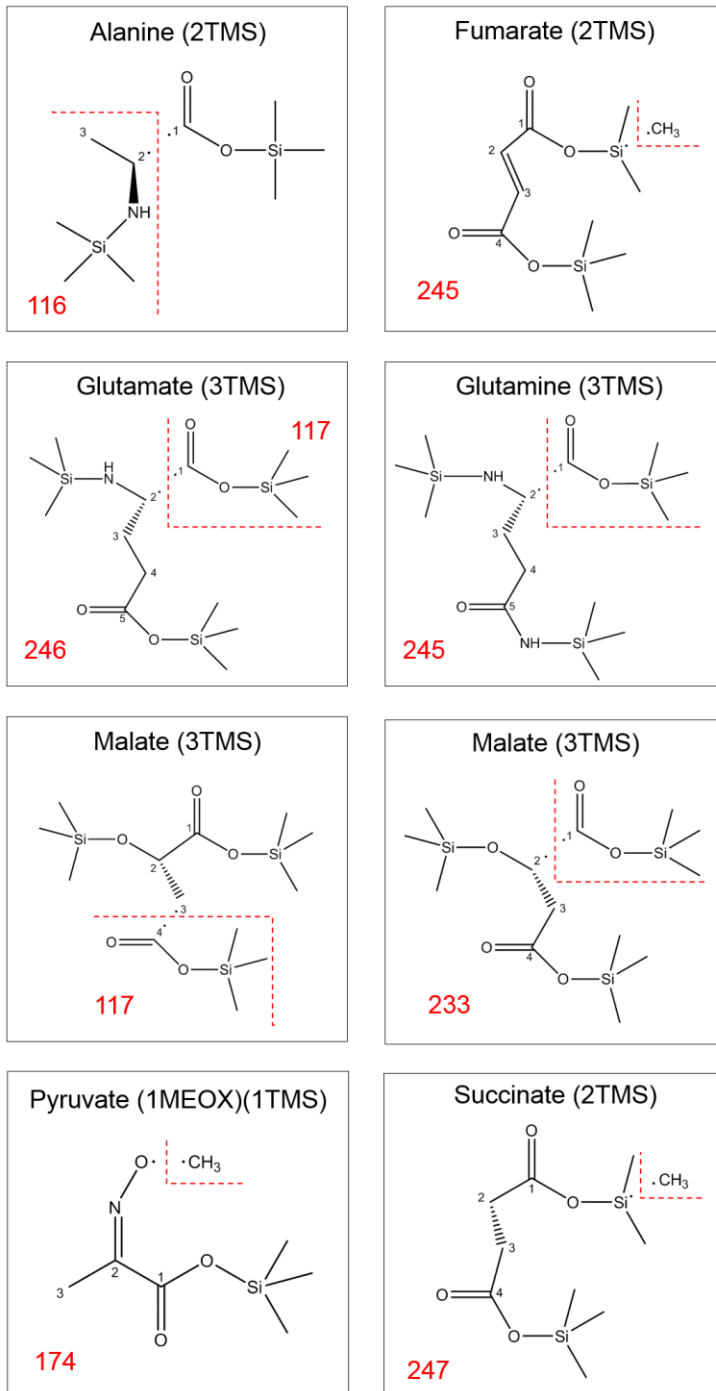 Alanine (2TMS)
O
3
2
1
O
Si
NH
Si
116
Fumarate (2TMS)
O
1
.CH3
2
O
Si
3
O
4
O
Si
245
Glutamate (3TMS)
O
117
H
N
Si
1
2
O
Si
3
4
O
5
O
Si
246
Glutamine (3TMS)
O
Si
NH
1
2
O
Si
3
4
O
5
NH
Si
245
Malate (3TMS)
O
Si
O
1
2
O
Si
3
4
O
O
Si
117
Malate (3TMS)
O
Si
O
1
2
O
Si
3
O
4
O
Si
233
Pyruvate (1MEOX)(1TMS)
O
·CH3
N
O
Si
3
2
1
O
174
Succinate (2TMS)
O
1
.CH3
2
O
Si
3
O
4
O
Si
247